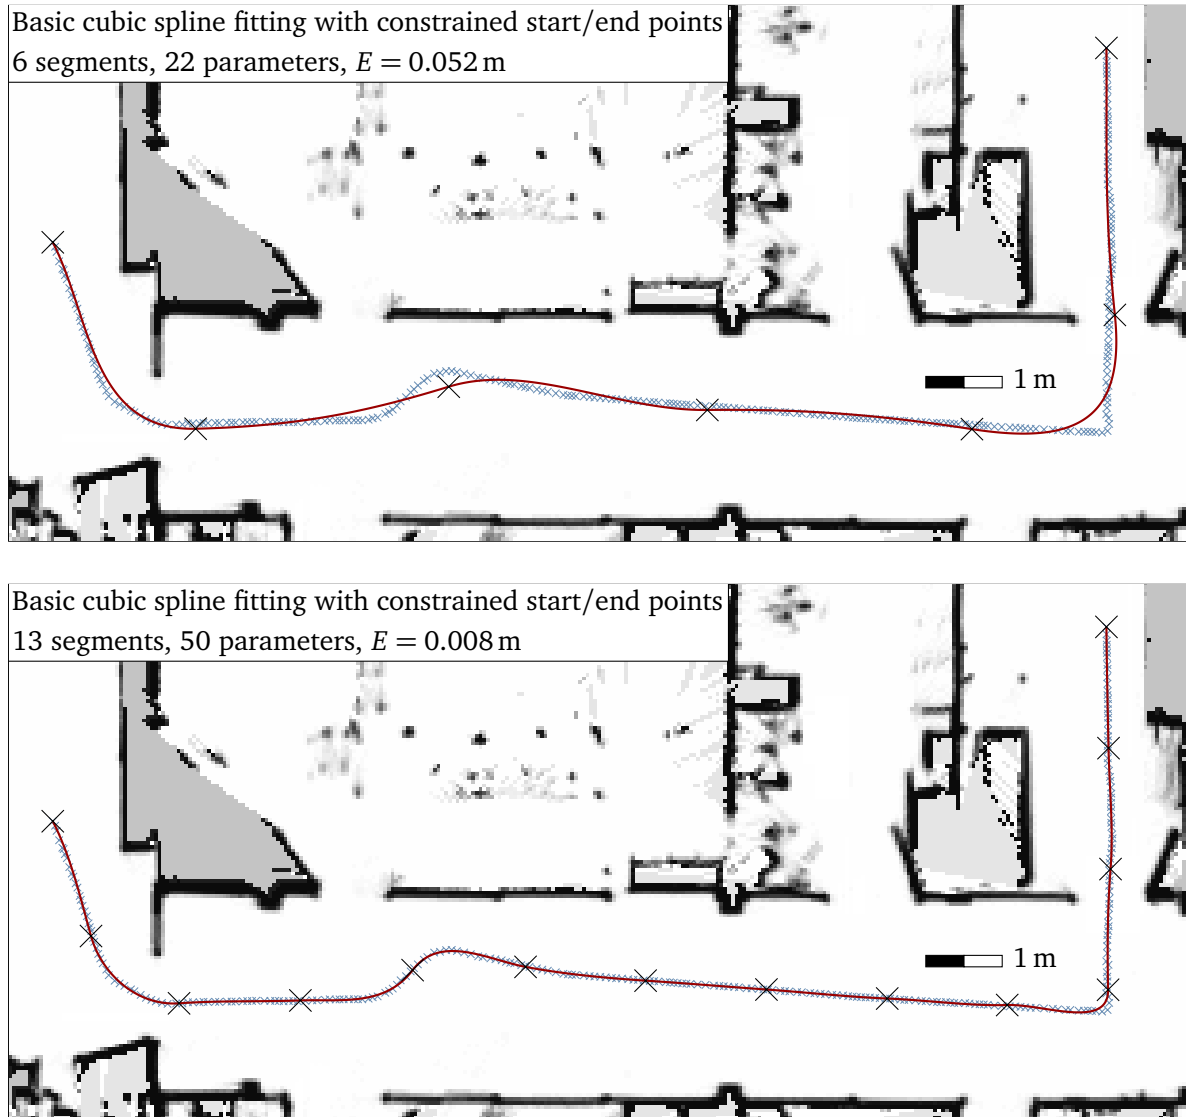 Basic cubic spline fitting with constrained start/end points
6 segments, 22 parameters, E = 0.052 m
1 m
Basic cubic spline fitting with constrained start/end points
13 segments, 50 parameters, E = 0.008 m
1 m